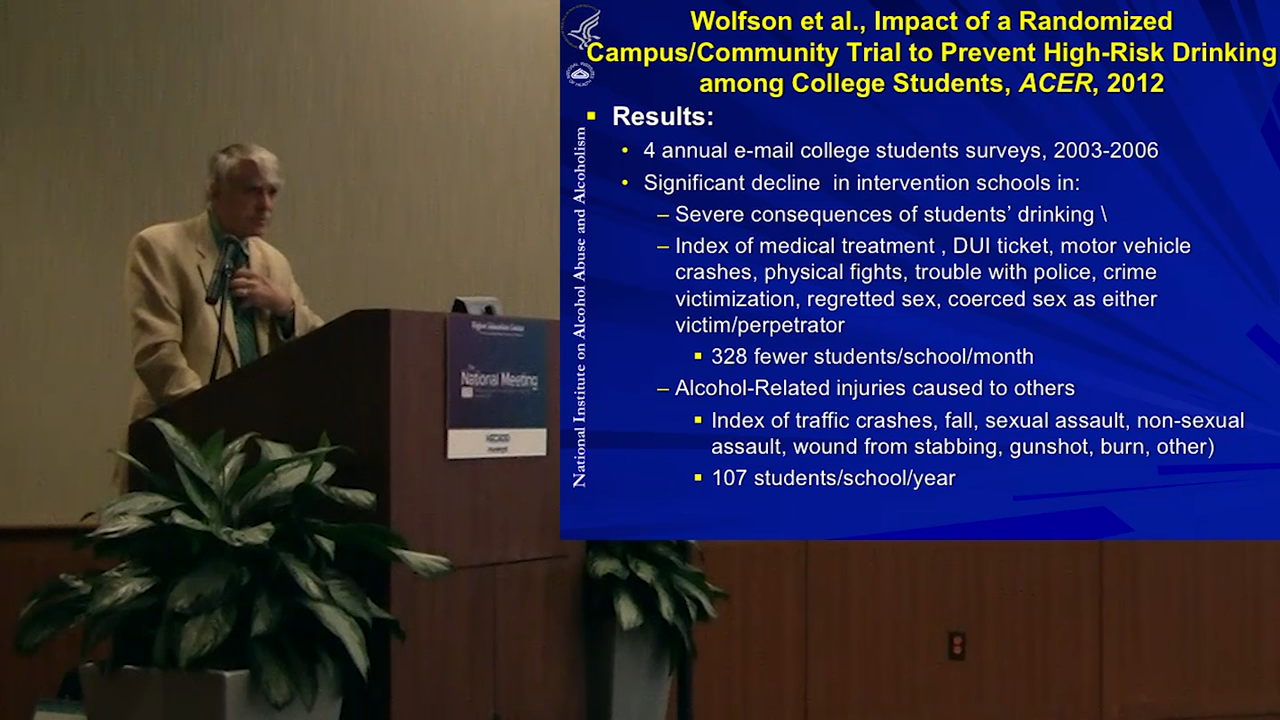 Wolfson et al., Impact of a Randomized
Campus/Community Trial to Prevent High-Risk Drinking
among College Students, ACER, 2012
National Institute on Alcohol Abuse and Alcoholism
▪ Results:
• 4 annual e-mail college students surveys, 2003-2006
• Significant decline in intervention schools in:
– Severe consequences of students’ drinking \
– Index of medical treatment , DUI ticket, motor vehicle
crashes, physical fights, trouble with police, crime
victimization, regretted sex, coerced sex as either
victim/perpetrator
▪ 328 fewer students/school/month
– Alcohol-Related injuries caused to others
▪ Index of traffic crashes, fall, sexual assault, non-sexual
assault, wound from stabbing, gunshot, burn, other)
▪ 107 students/school/year
Higher Education Center
The
National Meeting